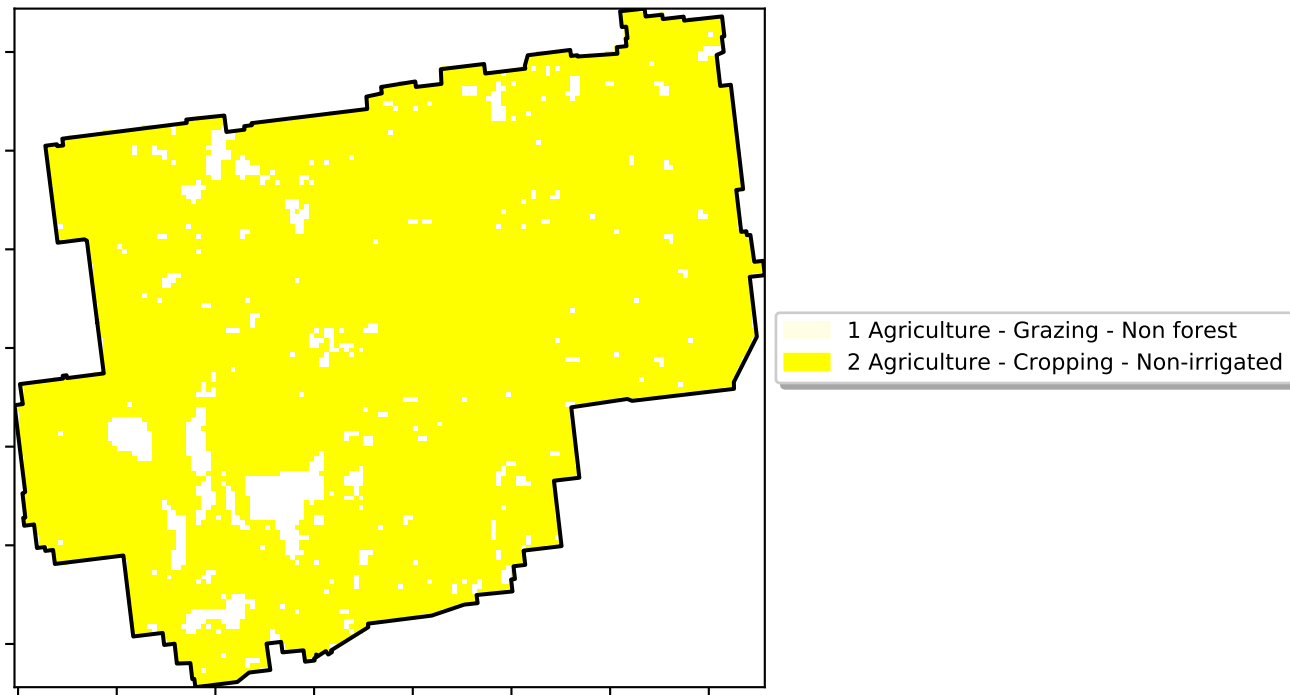 1 Agriculture - Grazing - Non forest
2 Agriculture - Cropping - Non-irrigated